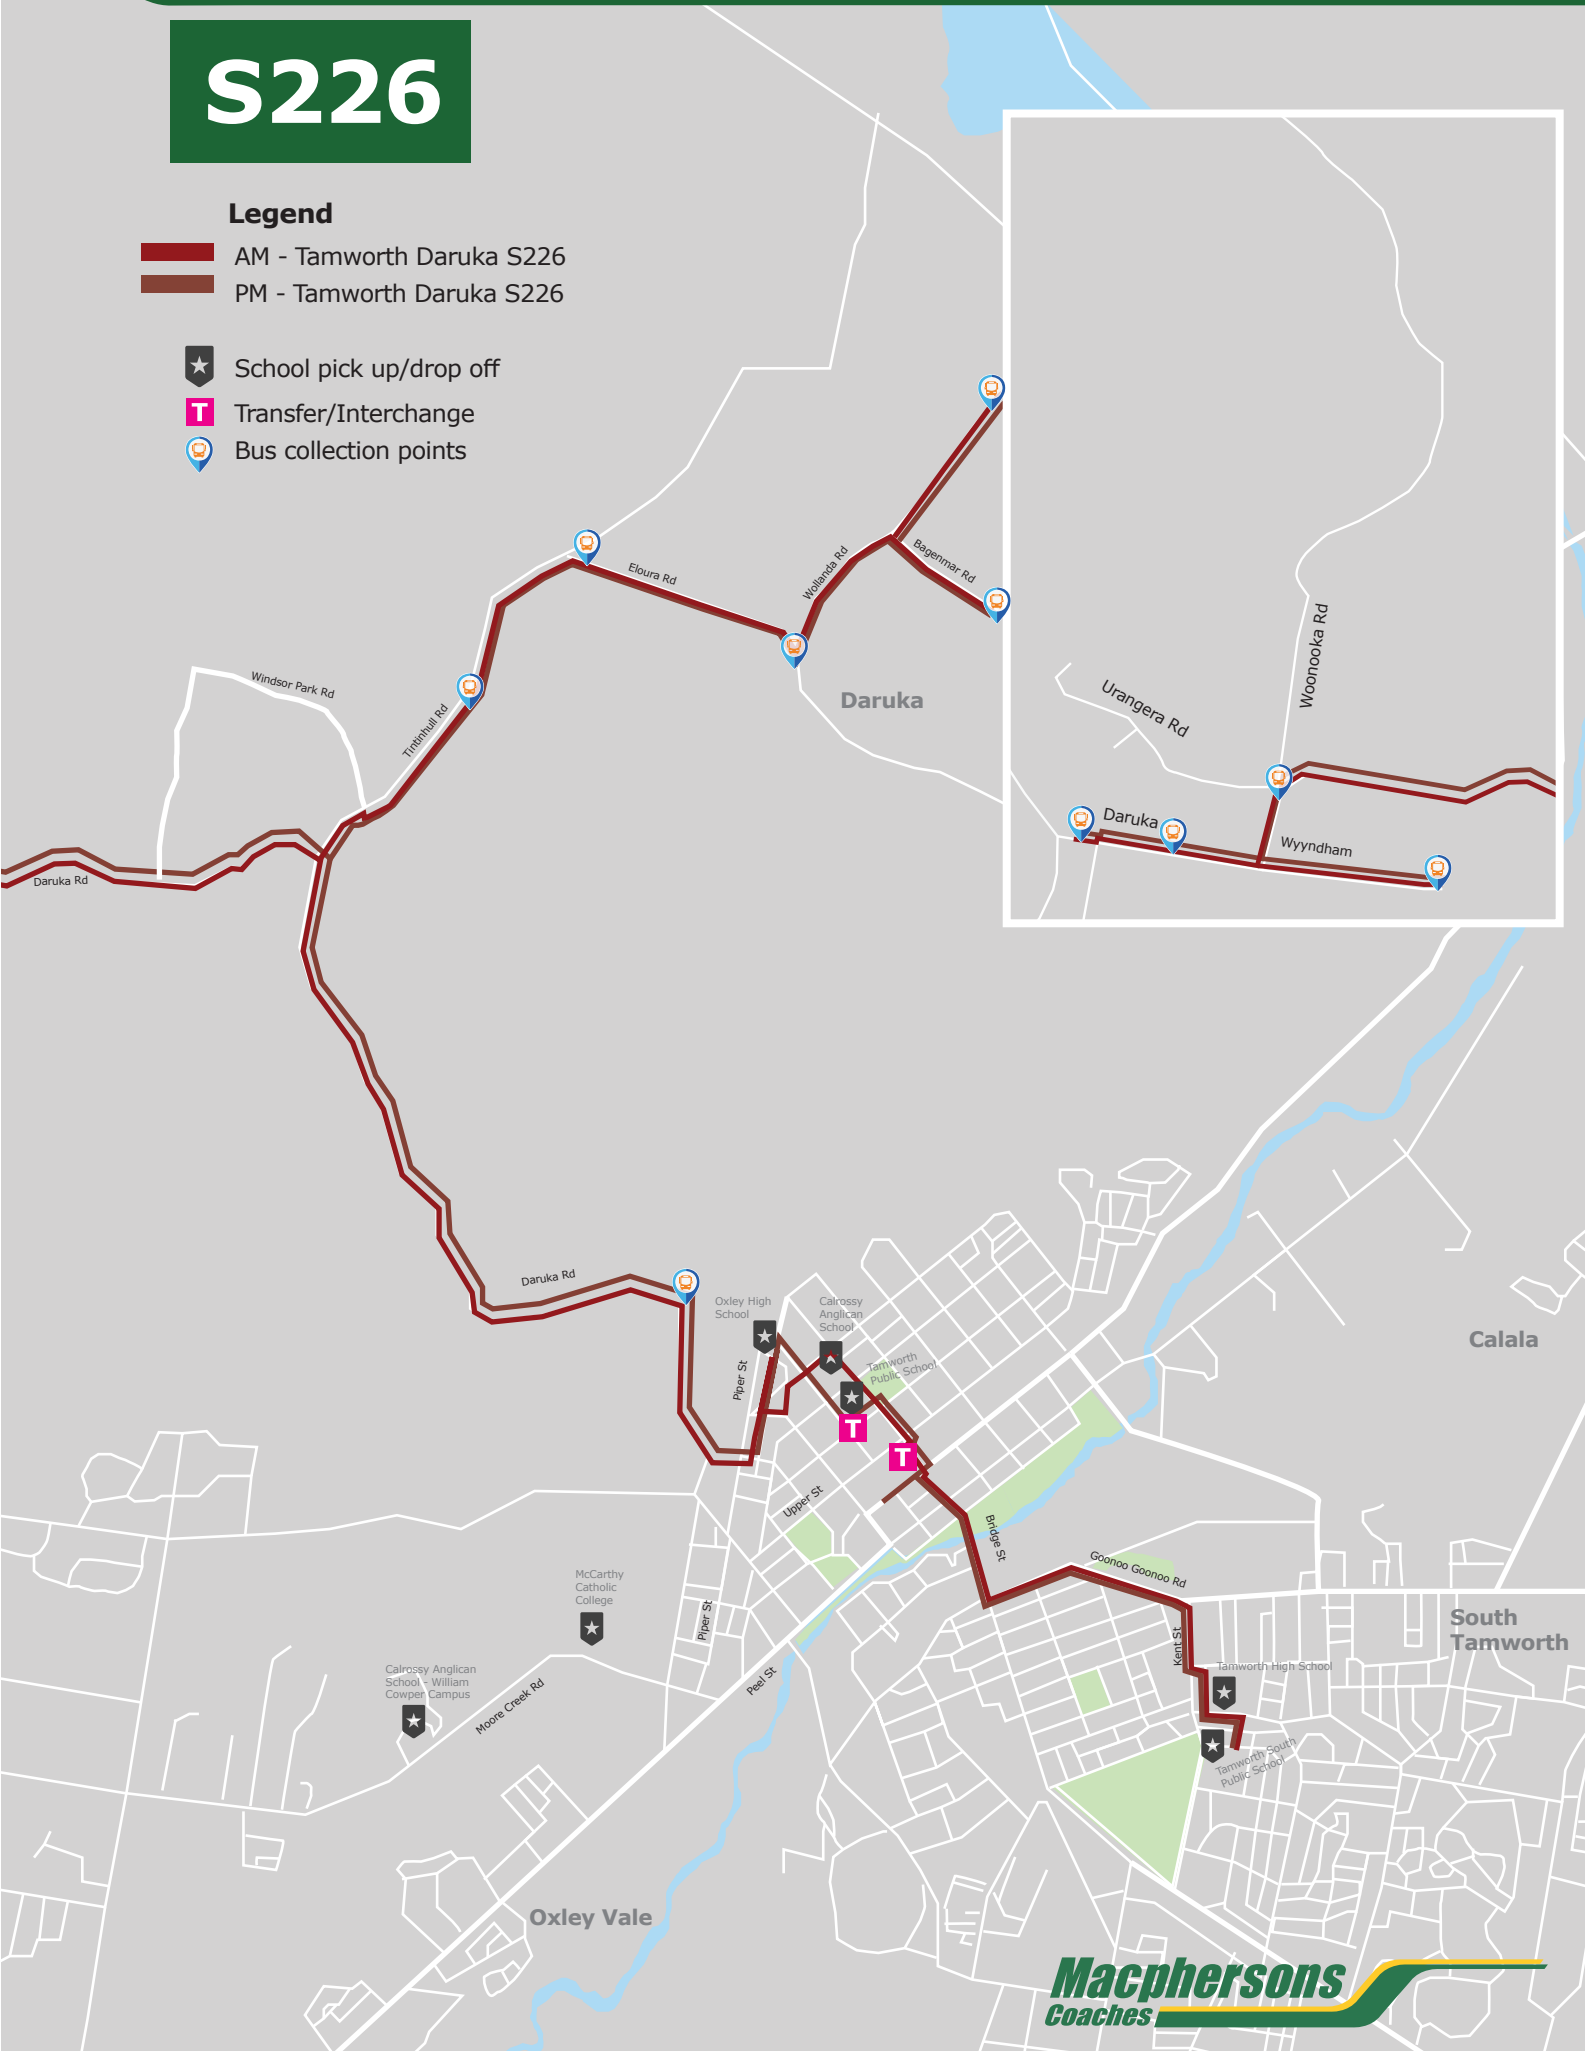 S226
Legend
AM - Tamworth Daruka S226
PM - Tamworth Daruka S226
School pick up/drop off
T
Transfer/Interchange
Bus collection points
Eloura Rd
Wollanda Rd
Bagenmar Rd
Windsor Park Rd
Tintinhull Rd
Daruka
Daruka Rd
Woonooka Rd
Urangera Rd
Daruka
Wyyndham
Daruka Rd
Oxley High
School
Calrossy
Anglican
School
Tamworth
Public School
Piper St
T
T
Calala
Upper St
Bridge St
Goonoo Goonoo Rd
McCarthy
Catholic
College
Piper St
Kent St
South
Tamworth
Tamworth High School
Calrossy Anglican
School - William
Cowper Campus
Moore Creek Rd
Peel St
Tamworth South
Public School
Oxley Vale
Macphersons
Coaches